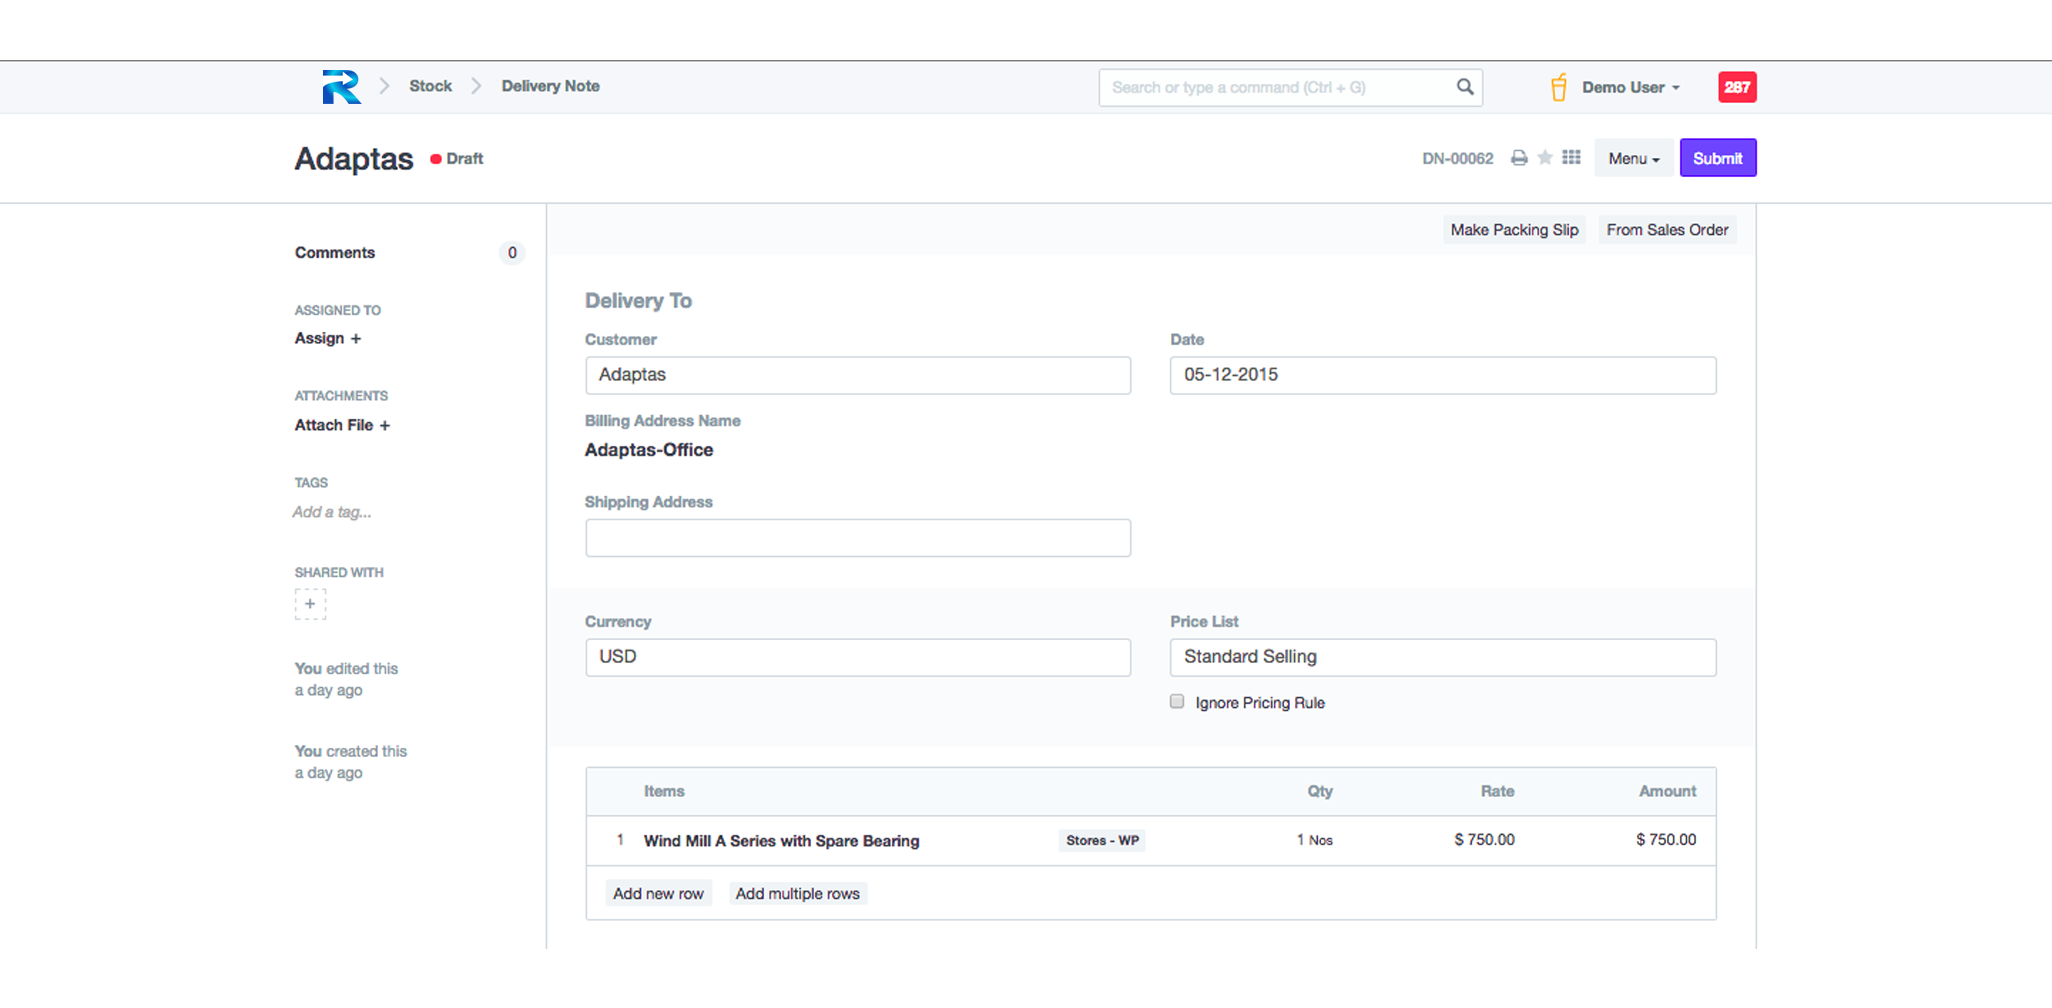 Stock Delivery Note Search or type a command (Ctrl + G) Demo User 287
Adaptas Draft DN-00062 Menu Submit
Make Packing Slip From Sales Order
Comments 0
ASSIGNED TO
Assign +
ATTACHMENTS
Attach File +
TAGS
Add a tag...
SHARED WITH
+
You edited this
a day ago
You created this
a day ago
Delivery To
Customer Date
Adaptas 05-12-2015
Billing Address Name
Adaptas-Office
Shipping Address
Currency Price List
USD Standard Selling
Ignore Pricing Rule
Items Qty Rate Amount
1 Wind Mill A Series with Spare Bearing Stores - WP 1 Nos $ 750.00 $ 750.00
Add new row Add multiple rows